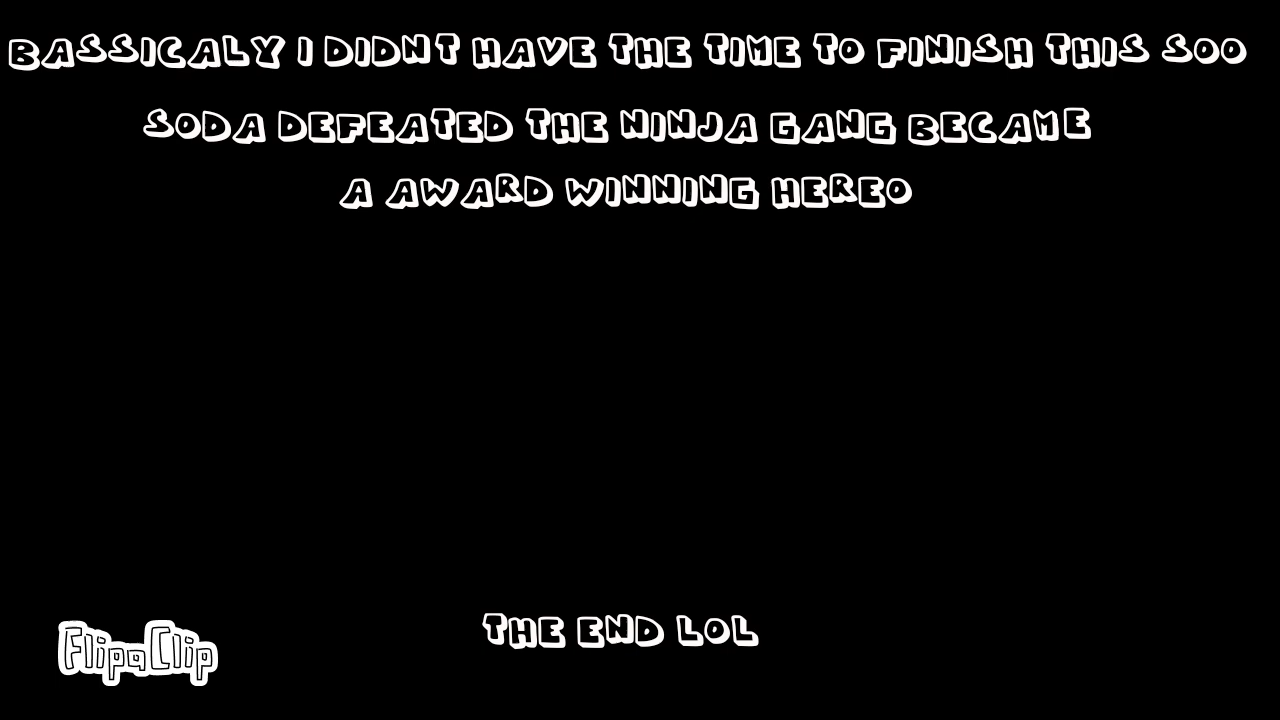 BASSICALY I DIDNT HAVE THE TIME TO FINISH THIS SOO
SODA DEFEATED THE NINJA GANG BECAME
A AWARD WINNING HEREO
THE END LOL
FlipaClip